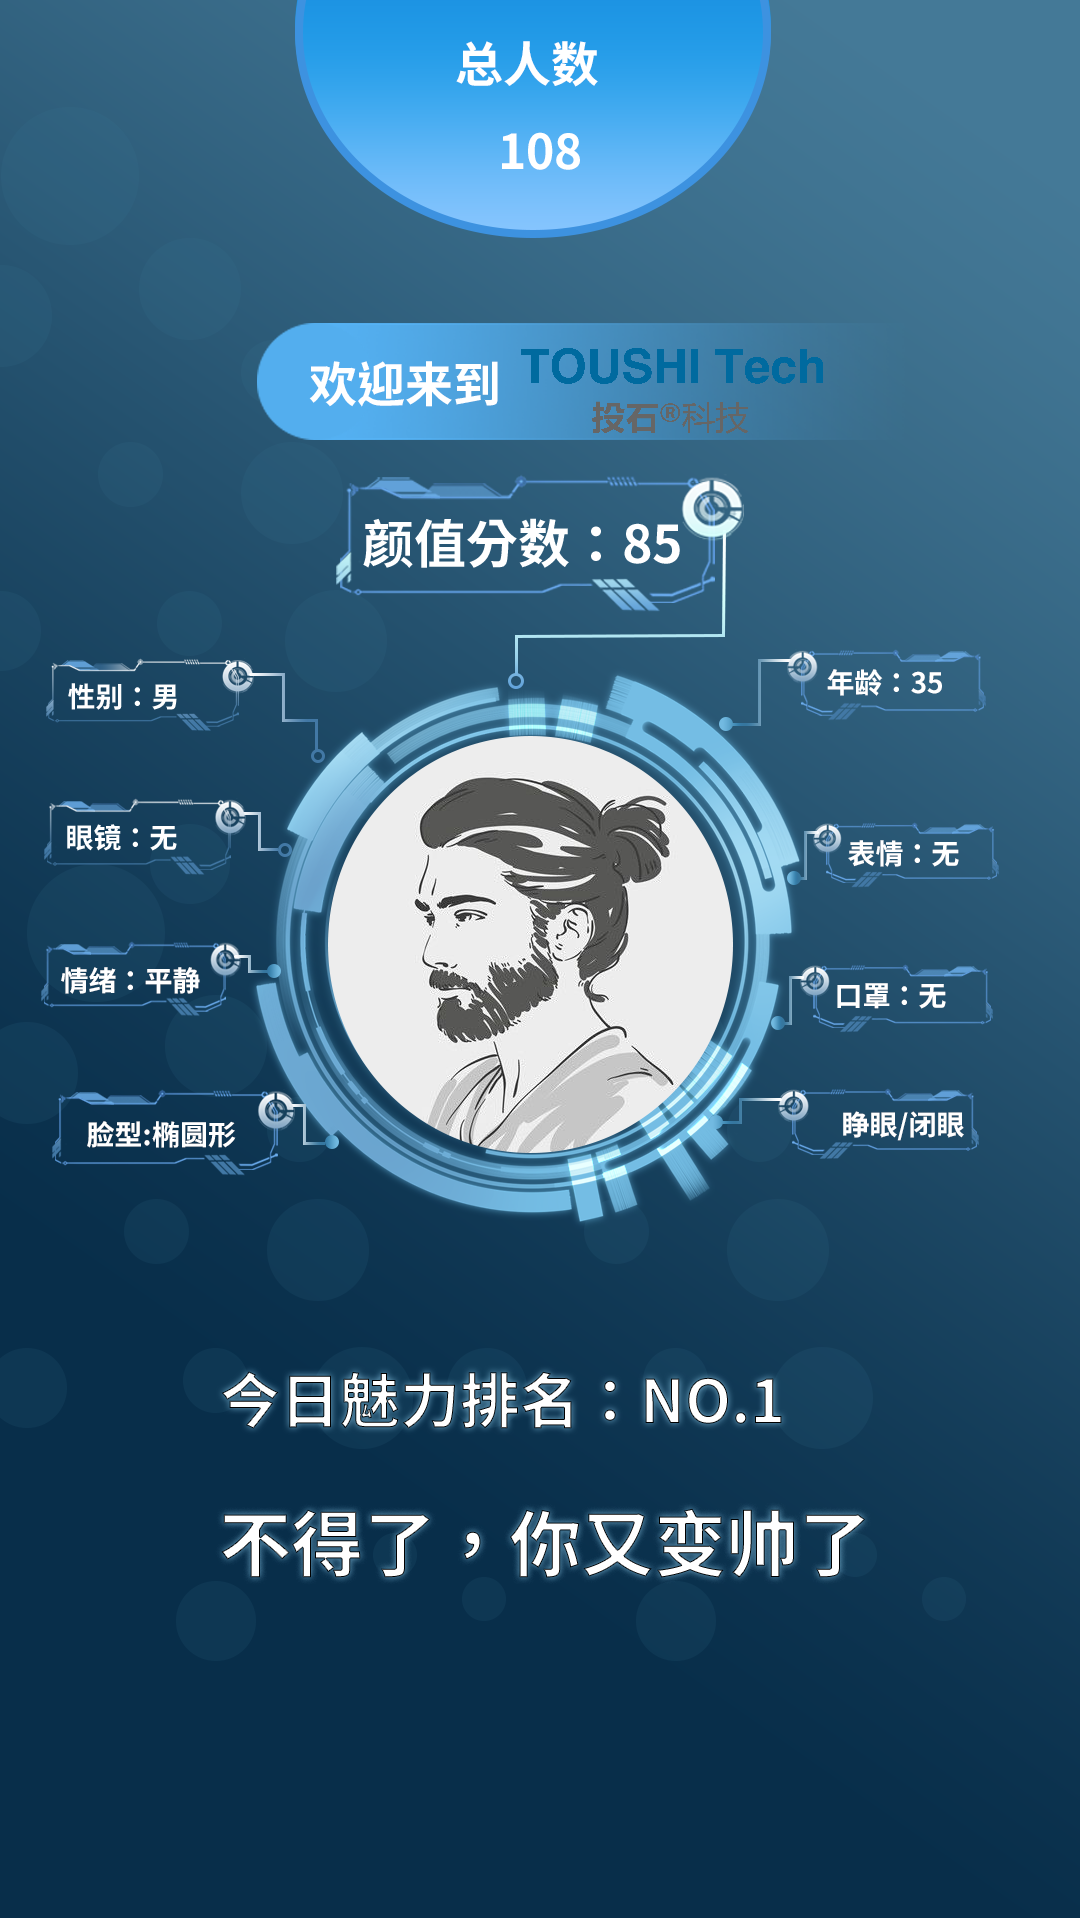 总人数
108
欢迎来到 TOUSHI Tech
投石®科技
颜值分数：85
性别：男
年龄：35
眼镜：无
表情：无
情绪：平静
口罩：无
脸型:椭圆形
睁眼/闭眼
今日魅力排名：NO.1
不得了，你又变帅了